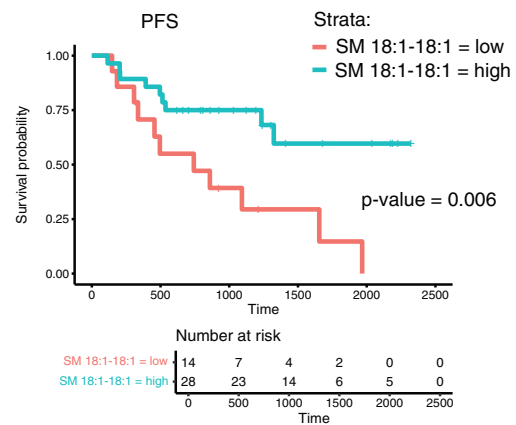 PFS
Strata:
SM 18:1-18:1 = low
SM 18:1-18:1 = high
1.00
0.75
0.50
0.25
0.00
Survival probability
p-value = 0.006
0 500 1000 1500 2000 2500
Time
Number at risk
SM 18:1-18:1 = low 14 7 4 2 0 0
SM 18:1-18:1 = high 28 23 14 6 5 0
0 500 1000 1500 2000 2500
Time